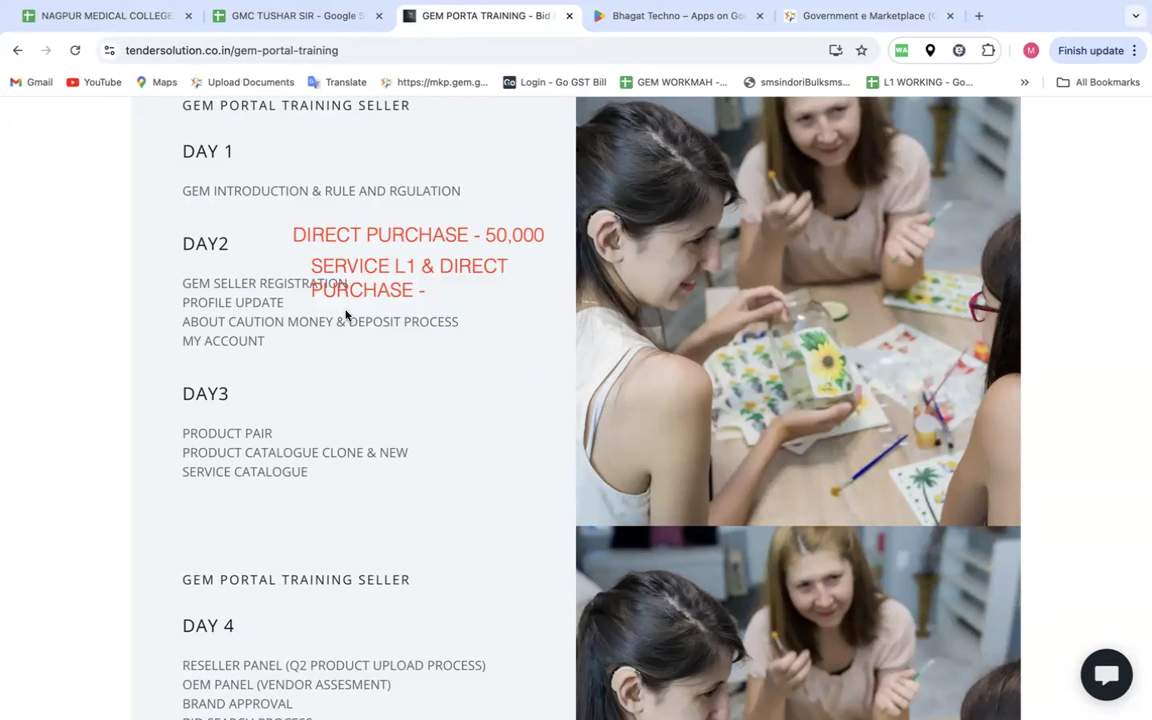 NAGPUR MEDICAL COLLEGE
GMC TUSHAR SIR - Google S
GEM PORTA TRAINING - Bid
Bhagat Techno – Apps on Go
Government e Marketplace (
tendersolution.co.in/gem-portal-training
M
Finish update
Gmail
YouTube
Maps
Upload Documents
Translate
https://mkp.gem.g...
Login - Go GST Bill
GEM WORKMAH -...
smsindoriBulksms...
L1 WORKING - Go...
All Bookmarks
GEM PORTAL TRAINING SELLER
DAY 1
GEM INTRODUCTION & RULE AND RGULATION
DIRECT PURCHASE - 50,000
DAY2
SERVICE L1 & DIRECT
PURCHASE -
GEM SELLER REGISTRATION
PROFILE UPDATE
ABOUT CAUTION MONEY & DEPOSIT PROCESS
MY ACCOUNT
DAY3
PRODUCT PAIR
PRODUCT CATALOGUE CLONE & NEW
SERVICE CATALOGUE
GEM PORTAL TRAINING SELLER
DAY 4
RESELLER PANEL (Q2 PRODUCT UPLOAD PROCESS)
OEM PANEL (VENDOR ASSESMENT)
BRAND APPROVAL
BID SEARCH PROCESS